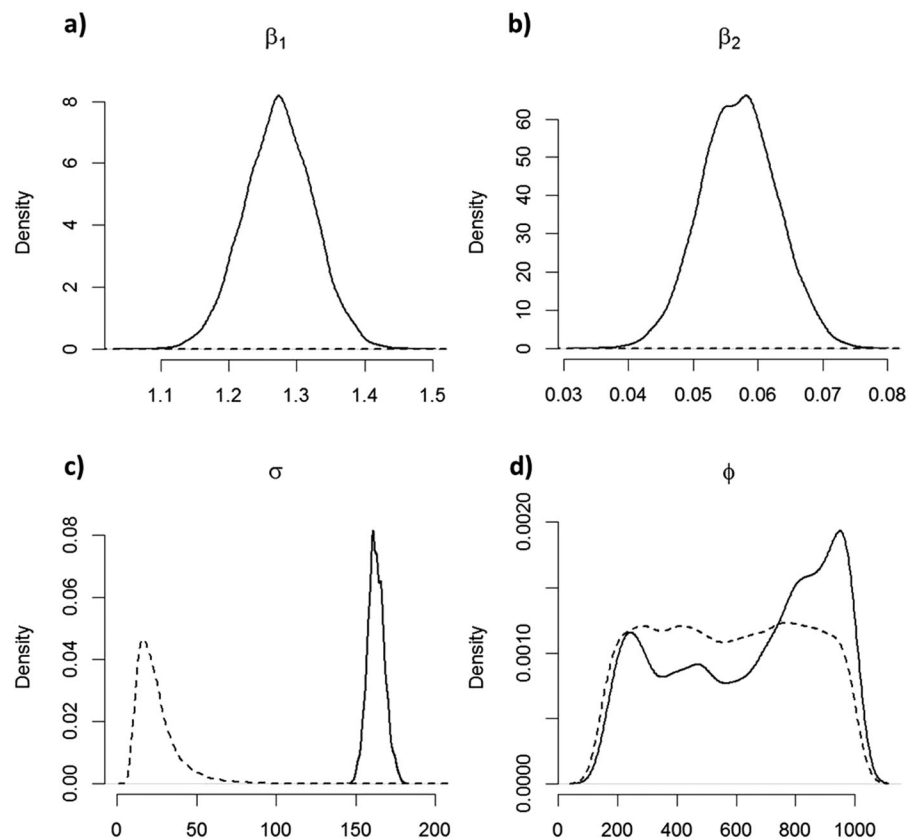 a)
β1
Density
0 2 4 6 8
1.1 1.2 1.3 1.4 1.5
b)
β2
Density
0 10 20 30 40 50 60
0.03 0.04 0.05 0.06 0.07 0.08
c)
σ
Density
0.00 0.02 0.04 0.06 0.08
0 50 100 150 200
d)
ϕ
Density
0.0000 0.0010 0.0020
0 200 400 600 800 1000